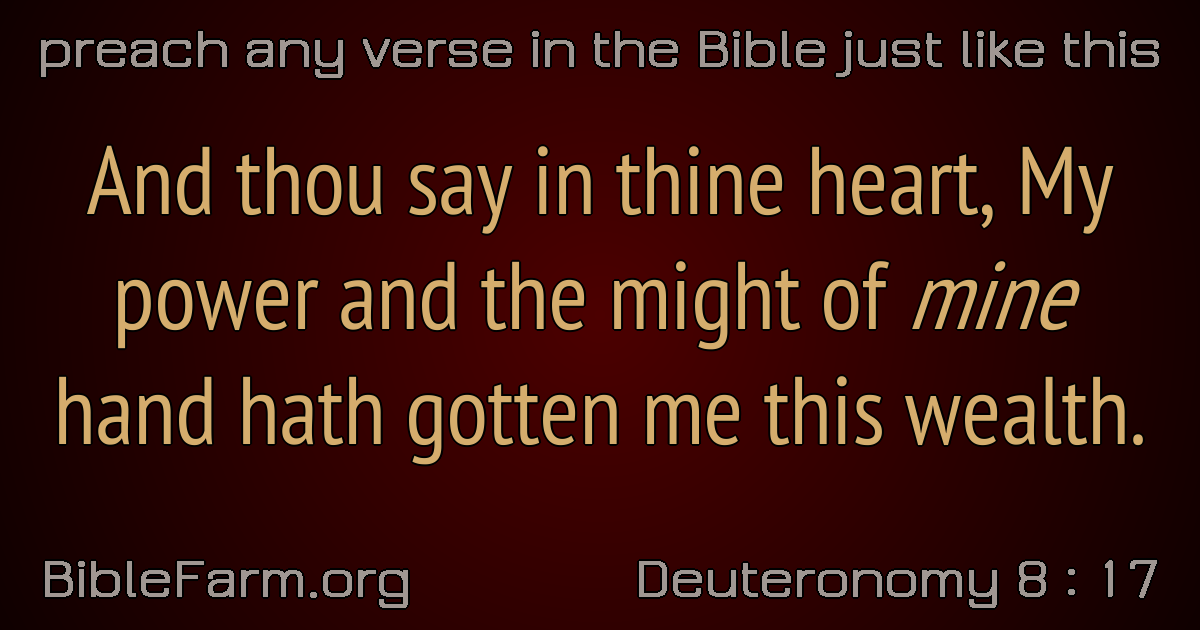 preach any verse in the Bible just like this
And thou say in thine heart, My
power and the might of mine
hand hath gotten me this wealth.
BibleFarm.org
Deuteronomy 8 : 17